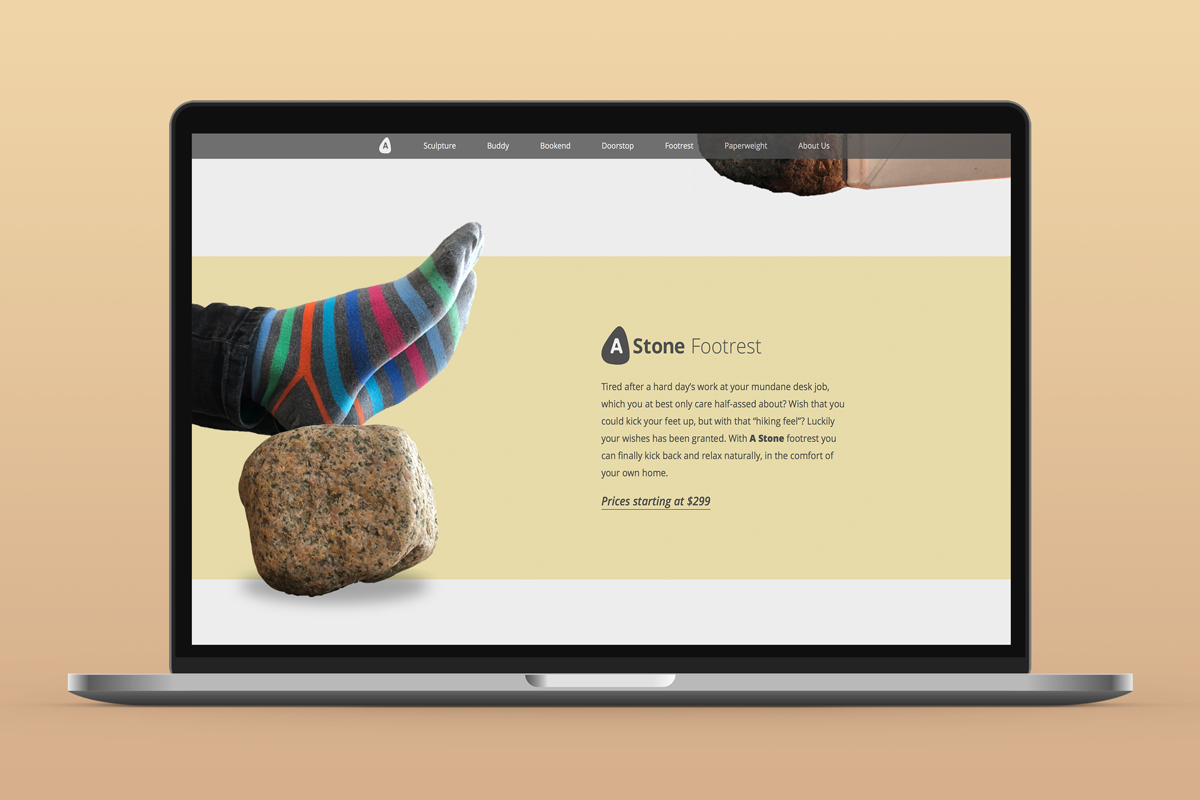 A Sculpture Buddy Bookend Doorstop Footrest Paperweight About Us
A Stone Footrest
Tired after a hard day's work at your mundane desk job,
which you at best only care half-assed about? Wish that you
could kick your feet up, but with that “hiking feel”? Luckily
your wishes has been granted. With A Stone footrest you
can finally kick back and relax naturally, in the comfort of
your own home.
Prices starting at $299